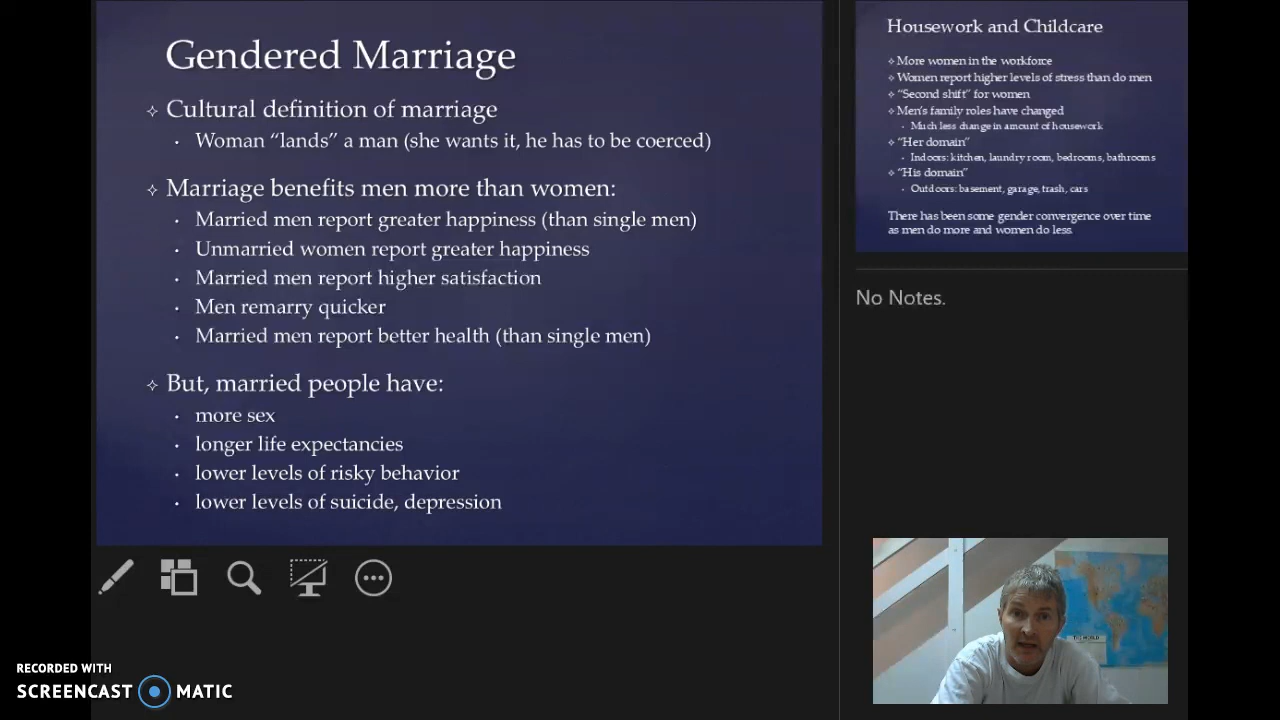 Gendered Marriage
Cultural definition of marriage
Woman “lands” a man (she wants it, he has to be coerced)
Marriage benefits men more than women:
Married men report greater happiness (than single men)
Unmarried women report greater happiness
Married men report higher satisfaction
Men remarry quicker
Married men report better health (than single men)
But, married people have:
more sex
longer life expectancies
lower levels of risky behavior
lower levels of suicide, depression
Housework and Childcare
More women in the workforce
Women report higher levels of stress than do men
“Second shift” for women
Men’s family roles have changed
Much less change in amount of housework
“Her domain”
Indoors: kitchen, laundry room, bedrooms, bathrooms
“His domain”
Outdoors: basement, garage, trash, cars
There has been some gender convergence over time
as men do more and women do less.
No Notes.
THE WORLD
RECORDED WITH
SCREENCAST MATIC